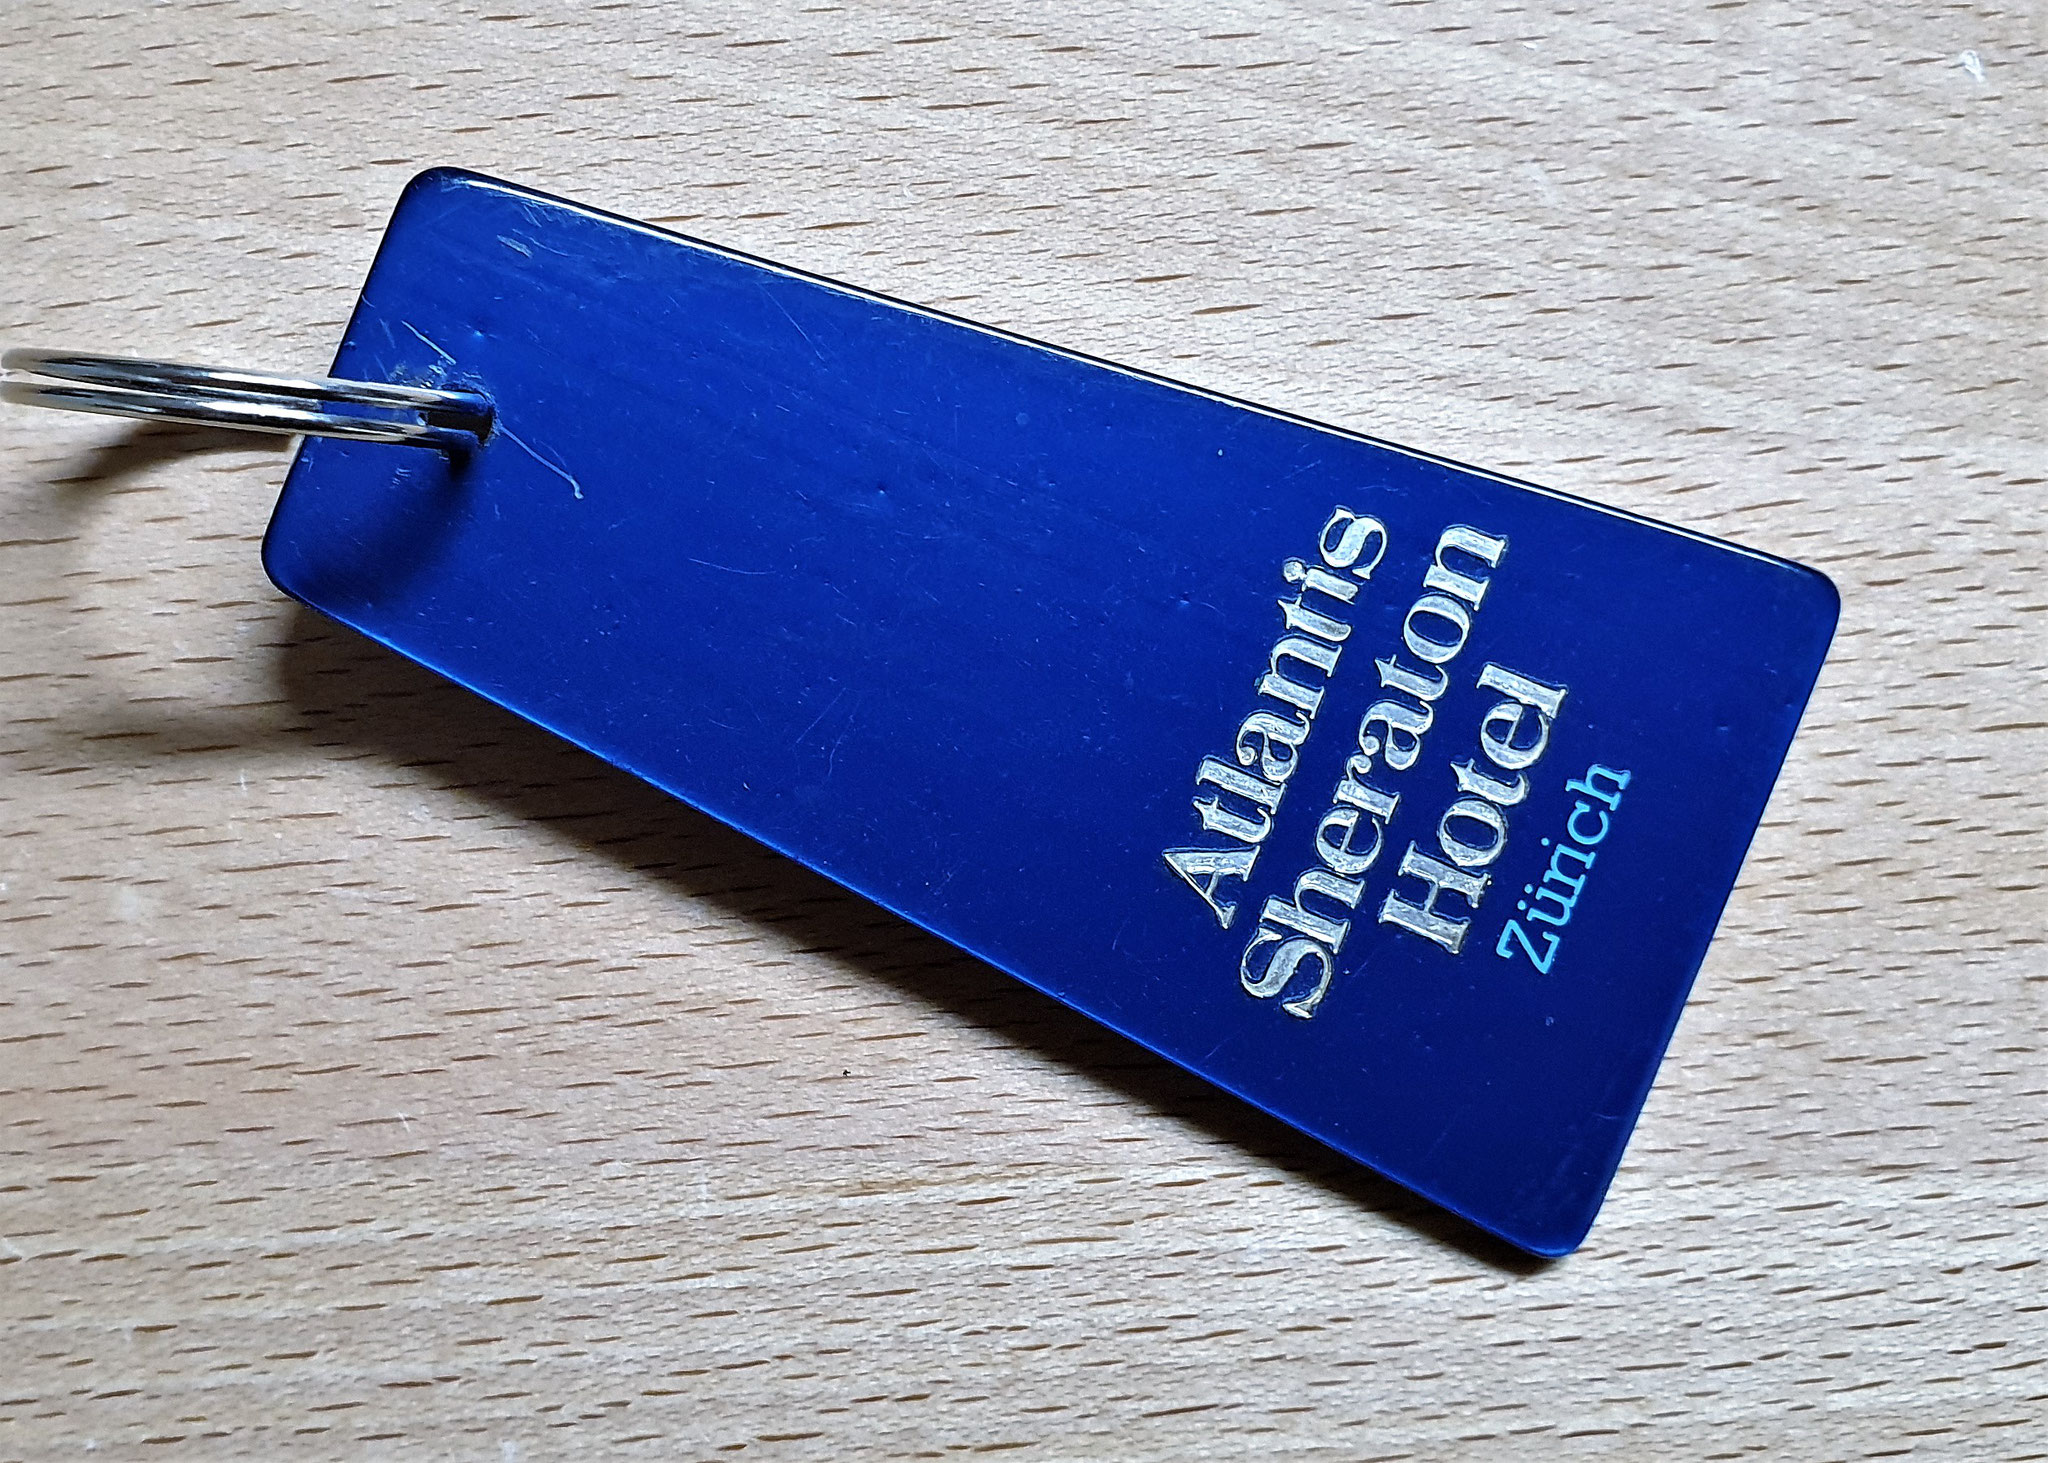 Atlantis
Sheraton
Hotel
Zürich